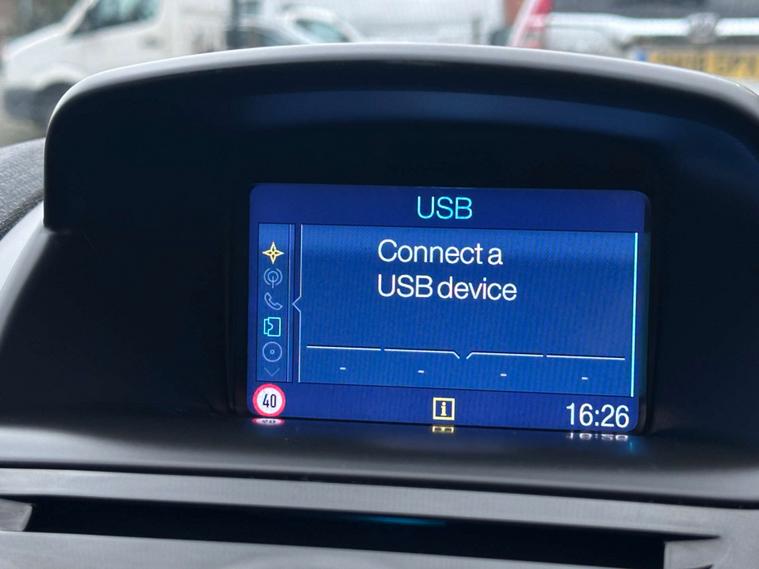 USB
Connect a
USB device
- - - -
40
i
16:26